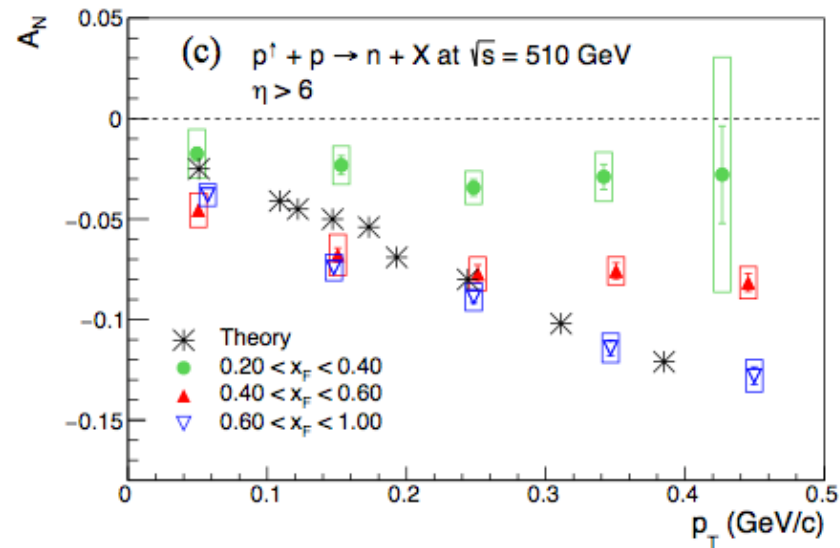 A_N
0.05
(c) p↑ + p → n + X at √s = 510 GeV
η > 6
0
−0.05
−0.1
−0.15
Theory
0.20 < x_F < 0.40
0.40 < x_F < 0.60
0.60 < x_F < 1.00
0 0.1 0.2 0.3 0.4 0.5
p_T (GeV/c)